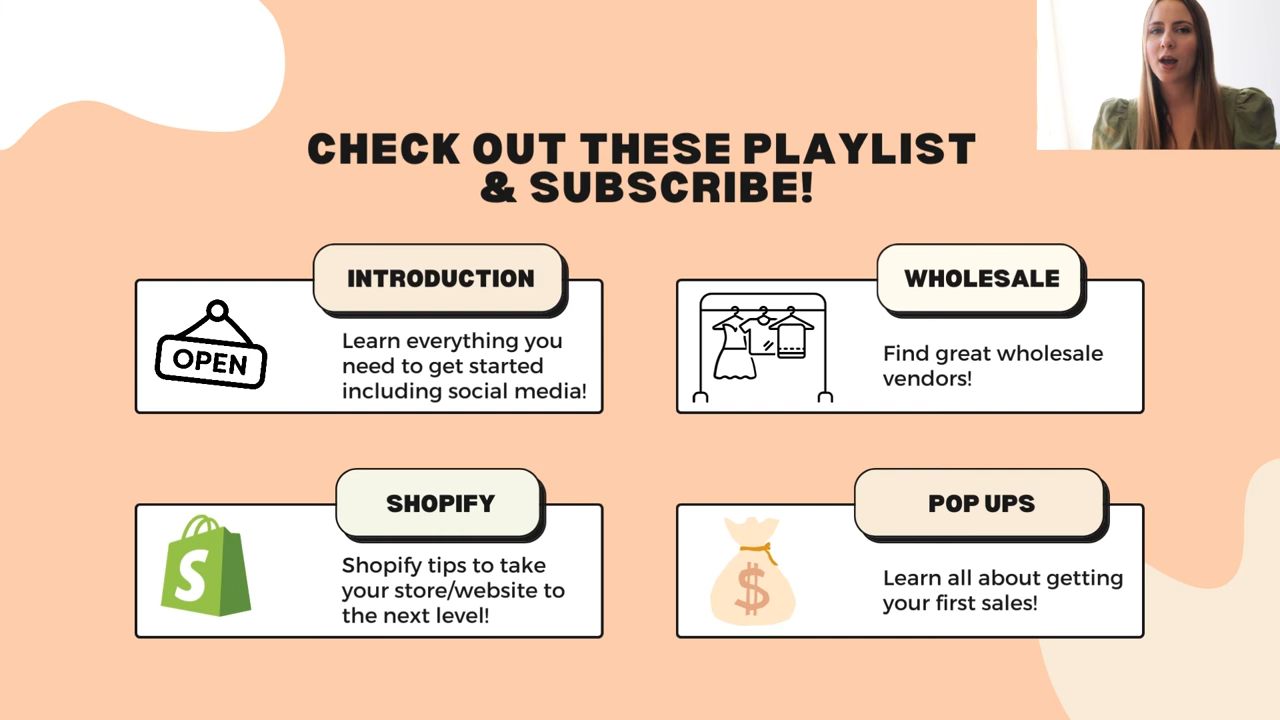 CHECK OUT THESE PLAYLIST
& SUBSCRIBE!
INTRODUCTION
OPEN
Learn everything you
need to get started
including social media!
WHOLESALE
Find great wholesale
vendors!
SHOPIFY
S
Shopify tips to take
your store/website to
the next level!
POP UPS
$
Learn all about getting
your first sales!